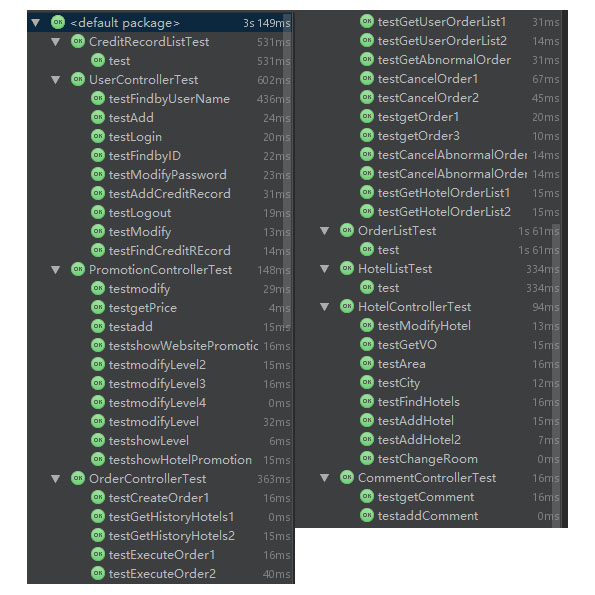 <default package> 3s 149ms
CreditRecordListTest 531ms
test 531ms
UserControllerTest 602ms
testFindbyUserName 436ms
testAdd 24ms
testLogin 20ms
testFindbyID 22ms
testModifyPassword 23ms
testAddCreditRecord 31ms
testLogout 19ms
testModify 13ms
testFindCreditREcord 14ms
PromotionControllerTest 148ms
testmodify 29ms
testgetPrice 4ms
testadd 15ms
testshowWebsitePromotic 16ms
testmodifyLevel2 15ms
testmodifyLevel3 16ms
testmodifyLevel4 0ms
testmodifyLevel 32ms
testshowLevel 6ms
testshowHotelPromotion 15ms
OrderControllerTest 363ms
testCreateOrder1 16ms
testGetHistoryHotels1 0ms
testGetHistoryHotels2 15ms
testExecuteOrder1 16ms
testExecuteOrder2 40ms
testGetUserOrderList1 31ms
testGetUserOrderList2 14ms
testGetAbnormalOrder 31ms
testCancelOrder1 67ms
testCancelOrder2 45ms
testgetOrder1 20ms
testgetOrder3 10ms
testCancelAbnormalOrde 14ms
testCancelAbnormalOrde 14ms
testGetHotelOrderList1 15ms
testGetHotelOrderList2 15ms
OrderListTest 1s 61ms
test 1s 61ms
HotelListTest 334ms
test 334ms
HotelControllerTest 94ms
testModifyHotel 13ms
testGetVO 15ms
testArea 16ms
testCity 12ms
testFindHotels 16ms
testAddHotel 15ms
testAddHotel2 7ms
testChangeRoom 0ms
CommentControllerTest 16ms
testgetComment 16ms
testaddComment 0ms